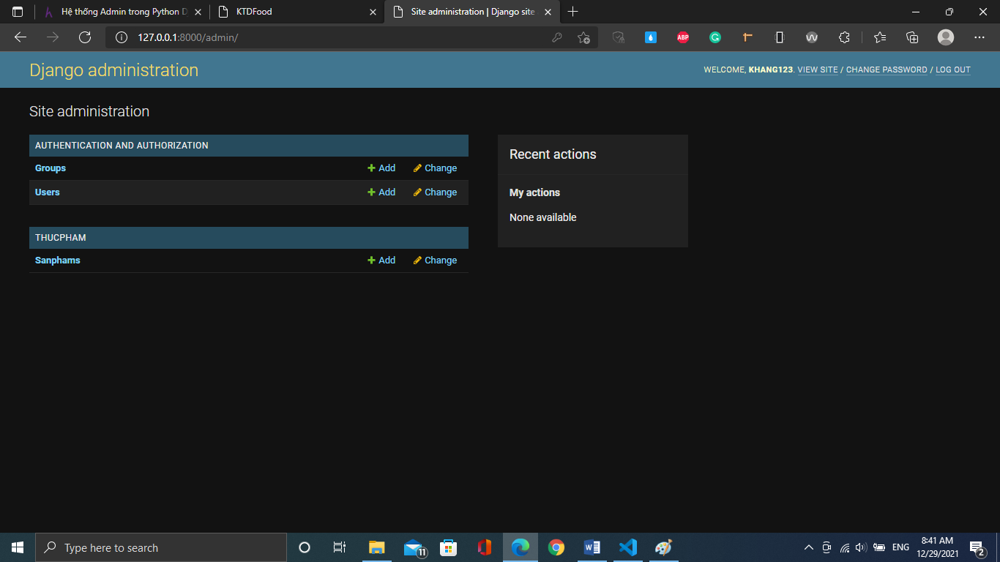 Hệ thống Admin trong Python D
KTDFood
Site administration | Django site
127.0.0.1:8000/admin/
ABP
Django administration
WELCOME, KHANG123. VIEW SITE / CHANGE PASSWORD / LOG OUT
Site administration
AUTHENTICATION AND AUTHORIZATION
Groups Add Change
Users Add Change
THUCPHAM
Sanphams Add Change
Recent actions
My actions
None available
Type here to search
11
ENG
8:41 AM
12/29/2021
2